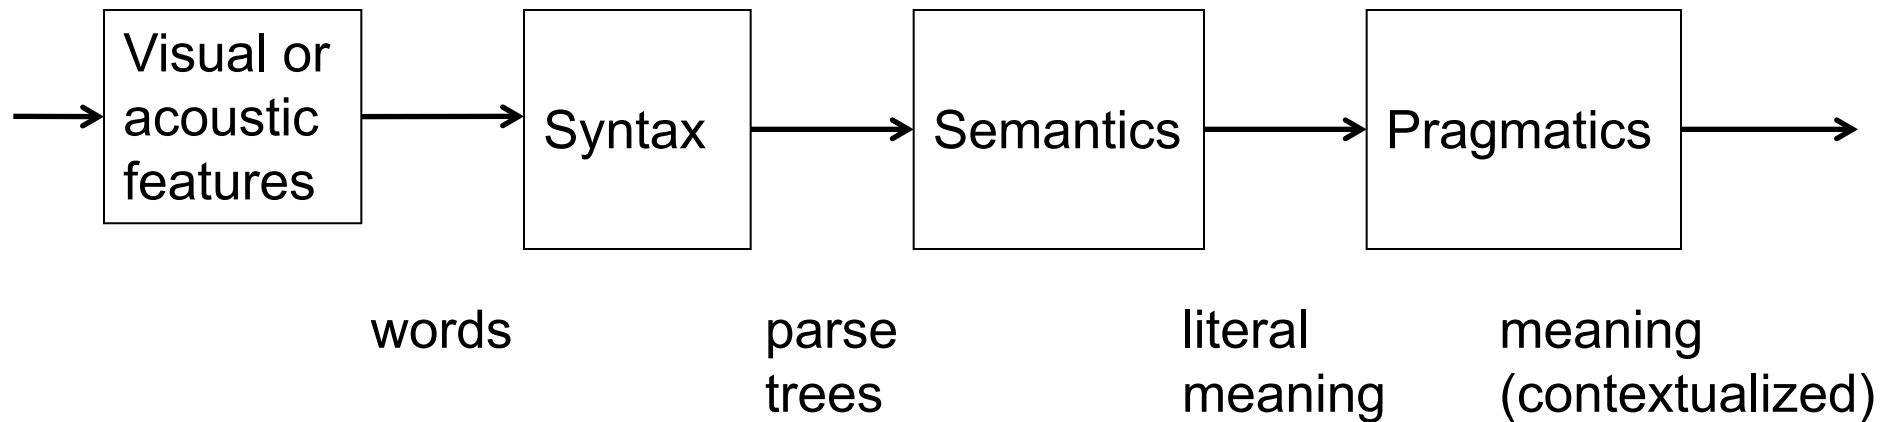 Visual or
acoustic
features
Syntax
Semantics
Pragmatics
words
parse
trees
literal
meaning
meaning
(contextualized)